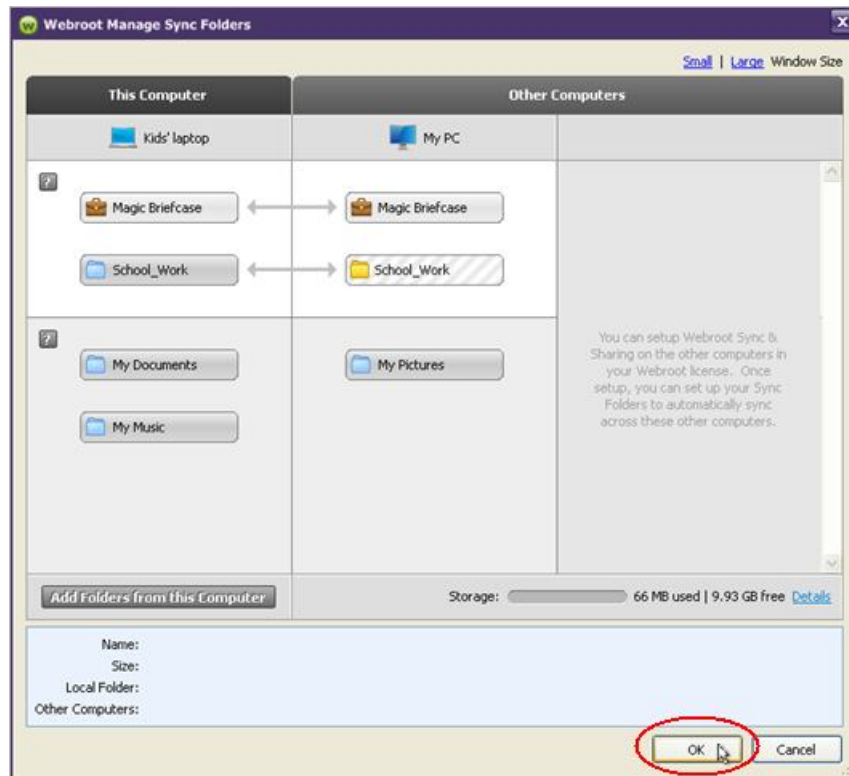 Webroot Manage Sync Folders
X
Small | Large Window Size
This Computer
Other Computers
Kids' laptop
My PC
?
Magic Briefcase
Magic Briefcase
School_Work
School_Work
?
My Documents
My Pictures
My Music
You can setup Webroot Sync &
Sharing on the other computers in
your Webroot license. Once
setup, you can set up your Sync
Folders to automatically sync
across these other computers.
Add Folders from this Computer
Storage: 66 MB used | 9.93 GB free Details
Name:
Size:
Local Folder:
Other Computers:
OK
Cancel